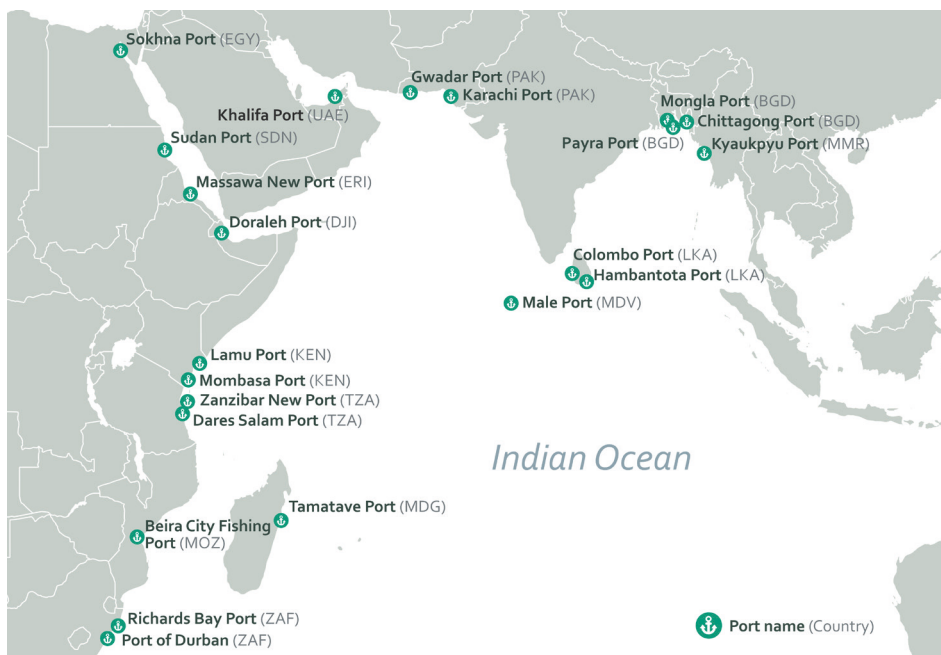 Sokhna Port (EGY)
Gwadar Port (PAK)
Karachi Port (PAK)
Khalifa Port (UAE)
Mongla Port (BGD)
Chittagong Port (BGD)
Payra Port (BGD)
Kyaukpyu Port (MMR)
Sudan Port (SDN)
Massawa New Port (ERI)
Doraleh Port (DJI)
Colombo Port (LKA)
Hambantota Port (LKA)
Male Port (MDV)
Lamu Port (KEN)
Mombasa Port (KEN)
Zanzibar New Port (TZA)
Dares Salam Port (TZA)
Indian Ocean
Tamatave Port (MDG)
Beira City Fishing
Port (MOZ)
Richards Bay Port (ZAF)
Port of Durban (ZAF)
Port name (Country)